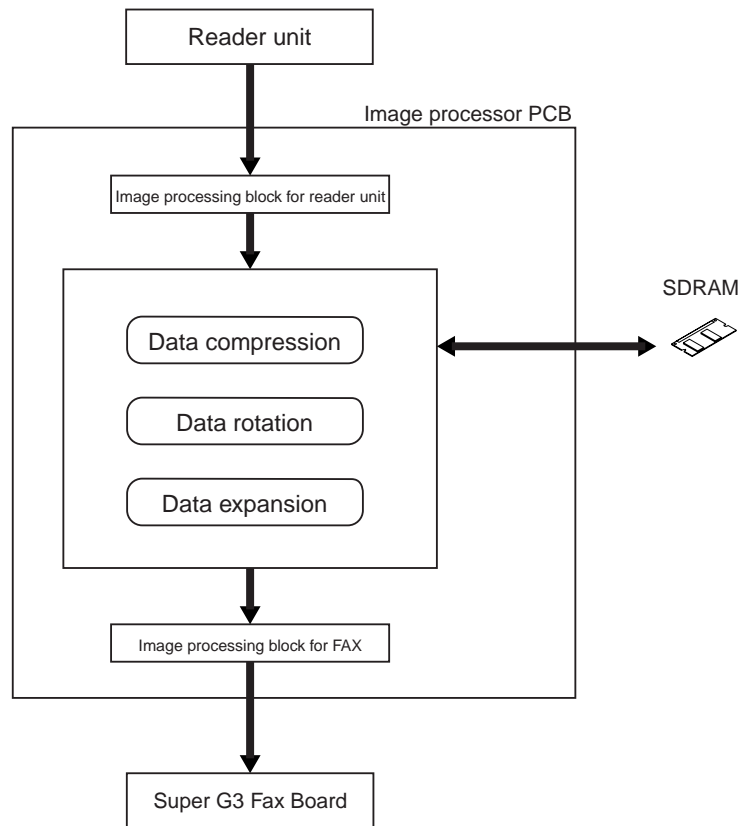 Reader unit
Image processor PCB
Image processing block for reader unit
SDRAM
Data compression
Data rotation
Data expansion
Image processing block for FAX
Super G3 Fax Board